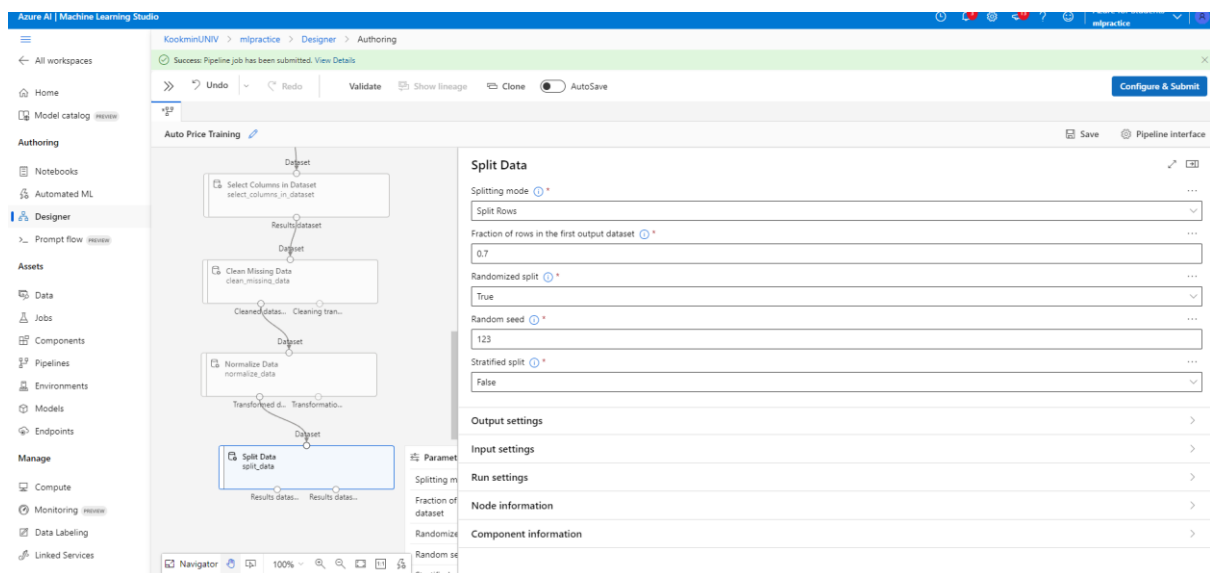 Azure AI | Machine Learning Studio
mlpractice
All workspaces
Home
Model catalog PREVIEW
Authoring
Notebooks
Automated ML
Designer
Prompt flow PREVIEW
Assets
Data
Jobs
Components
Pipelines
Environments
Models
Endpoints
Manage
Compute
Monitoring PREVIEW
Data Labeling
Linked Services
KookminUNIV > mlpractice > Designer > Authoring
Success: Pipeline job has been submitted. View Details
Undo Redo Validate Show lineage Clone AutoSave Configure & Submit
Auto Price Training Save Pipeline interface
Dataset
Select Columns in Dataset
select_columns_in_dataset
Results dataset
Dataset
Clean Missing Data
clean_missing_data
Cleaned datas... Cleaning tran...
Dataset
Normalize Data
normalize_data
Transformed d... Transformatio...
Dataset
Split Data
split_data
Results datas... Results datas...
Paramet
Splitting m
Fraction of
dataset
Randomize
Random se
Navigator 100%
Split Data
Splitting mode *
Split Rows
Fraction of rows in the first output dataset *
0.7
Randomized split *
True
Random seed *
123
Stratified split *
False
Output settings
Input settings
Run settings
Node information
Component information